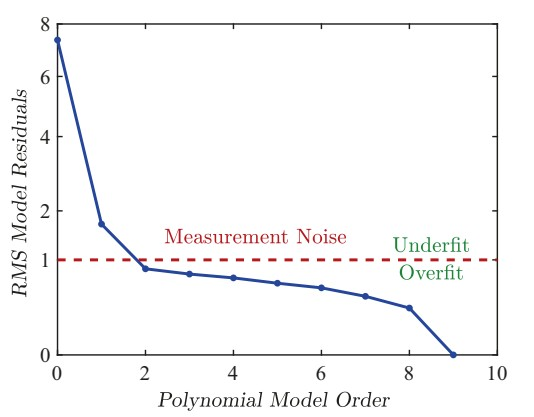 8
6
4
2
1
0
RMS Model Residuals
Measurement Noise
Underfit
Overfit
0 2 4 6 8 10
Polynomial Model Order